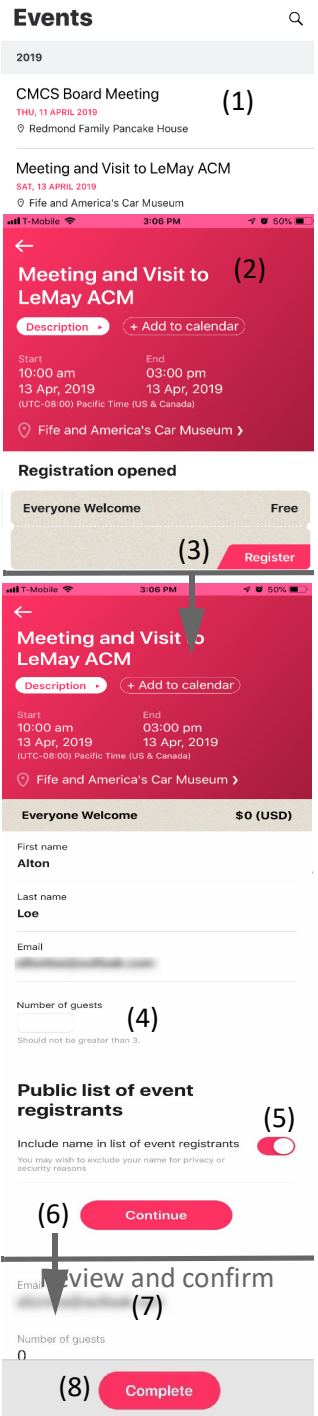 Events
2019
CMCS Board Meeting
(1)
THU, 11 APRIL 2019
Redmond Family Pancake House
Meeting and Visit to LeMay ACM
SAT, 13 APRIL 2019
Fife and America's Car Museum
T-Mobile 3:06 PM 50%
Meeting and Visit to (2)
LeMay ACM
Description + Add to calendar
Start End
10:00 am 03:00 pm
13 Apr, 2019 13 Apr, 2019
(UTC-08:00) Pacific Time (US & Canada)
Fife and America's Car Museum
Registration opened
Everyone Welcome Free
(3) Register
T-Mobile 3:06 PM 50%
Meeting and Visit to
LeMay ACM
Description + Add to calendar
Start End
10:00 am 03:00 pm
13 Apr, 2019 13 Apr, 2019
(UTC-08:00) Pacific Time (US & Canada)
Fife and America's Car Museum
Everyone Welcome $0 (USD)
First name
Alton
Last name
Loe
Email
Number of guests
(4)
Should not be greater than 3.
Public list of event
registrants
(5)
Include name in list of event registrants
You may wish to exclude your name for privacy or
security reasons
(6) Continue
Review and confirm
Email
(7)
Number of guests
0
(8) Complete